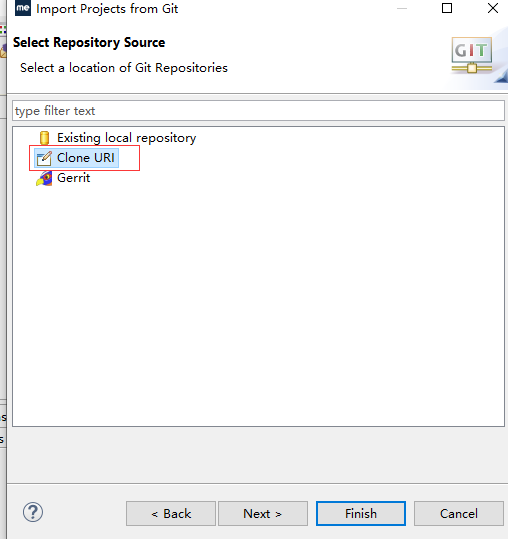 me Import Projects from Git
Select Repository Source
Select a location of Git Repositories
GIT
type filter text
Existing local repository
Clone URI
Gerrit
?
< Back
Next >
Finish
Cancel